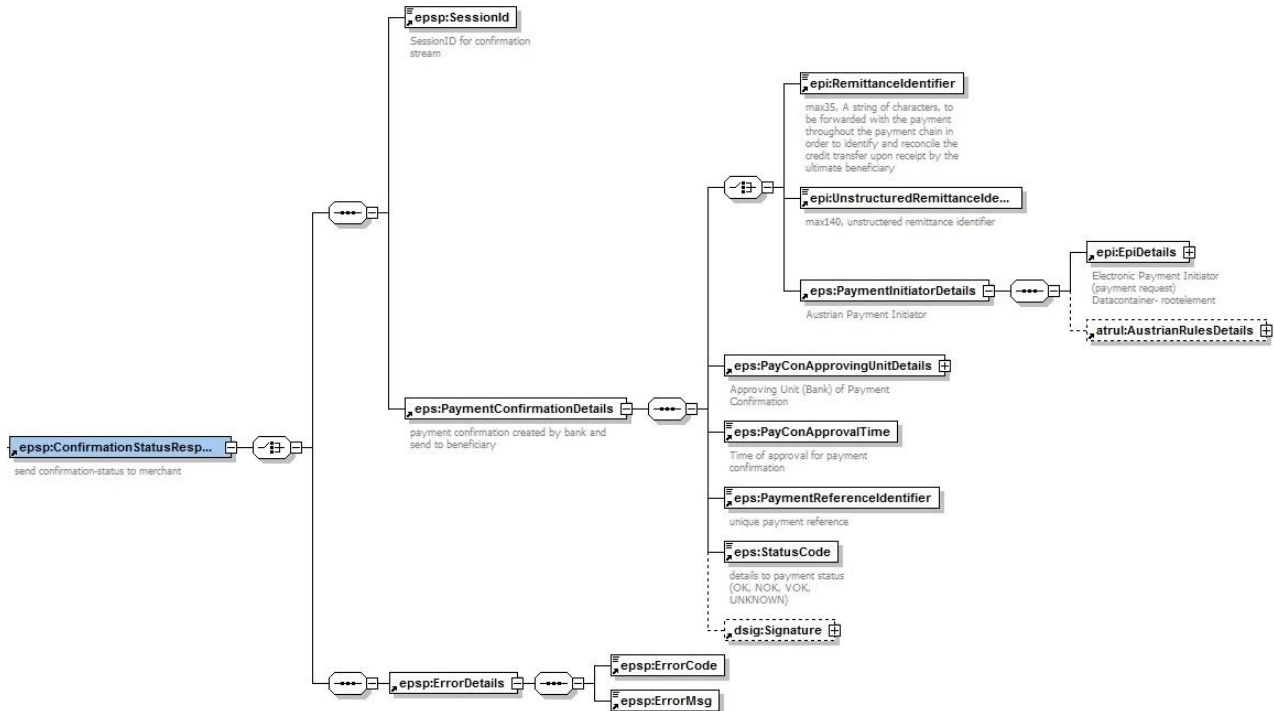 epsp:SessionId
SessionID for confirmation
stream
epi:RemittanceIdentifier
max35, A string of characters, to
be forwarded with the payment
throughout the payment chain in
order to identify and reconcile the
credit transfer upon receipt by the
ultimate beneficiary
epi:UnstructuredRemittanceIde...
max140, unstructered remittance identifier
epi:EpiDetails
Electronic Payment Initiator
(payment request)
Datacontainer- rootelement
eps:PaymentInitiatorDetails
Austrian Payment Initiator
atrul:AustrianRulesDetails
eps:PayConApprovingUnitDetails
Approving Unit (Bank) of Payment
Confirmation
eps:PaymentConfirmationDetails
payment confirmation created by bank and
send to beneficiary
eps:PayConApprovalTime
Time of approval for payment
confirmation
epsp:ConfirmationStatusResp...
send confirmation-status to merchant
eps:PaymentReferenceIdentifier
unique payment reference
eps:StatusCode
details to payment status
(OK, NOK, VOK,
UNKNOWN)
dsig:Signature
epsp:ErrorDetails
epsp:ErrorCode
epsp:ErrorMsg